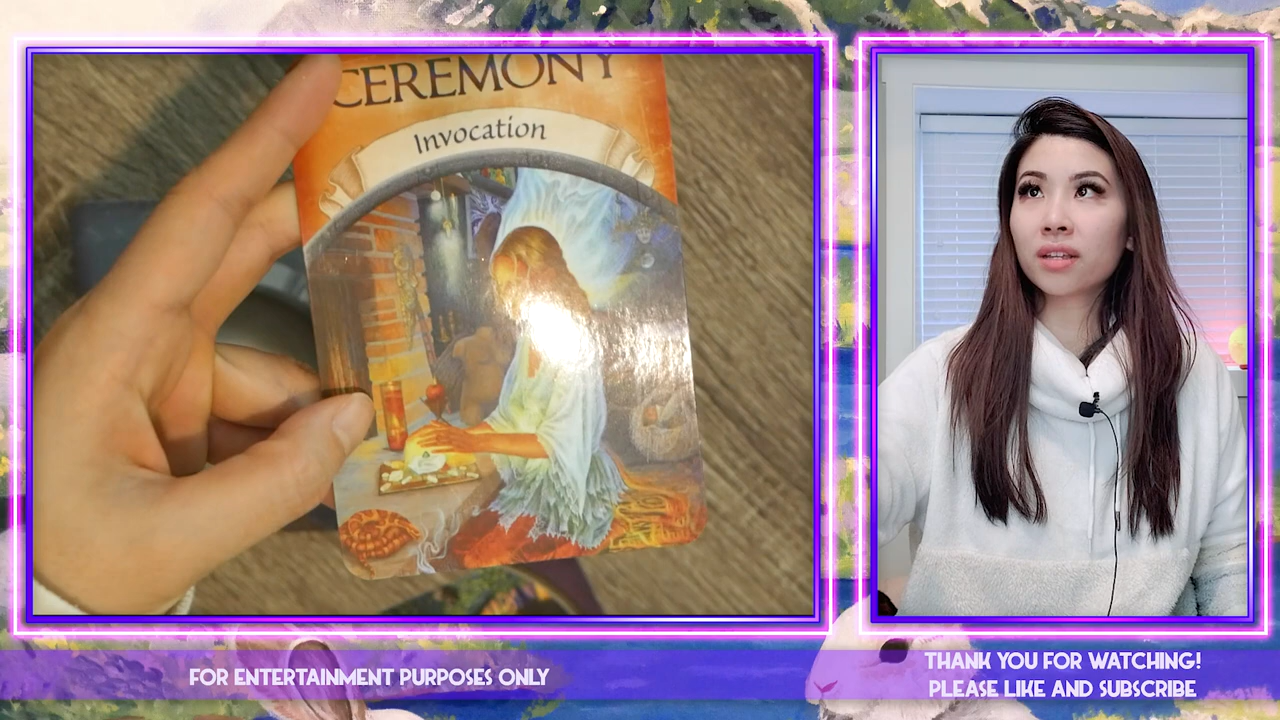 CEREMONY
Invocation
FOR ENTERTAINMENT PURPOSES ONLY
THANK YOU FOR WATCHING!
PLEASE LIKE AND SUBSCRIBE